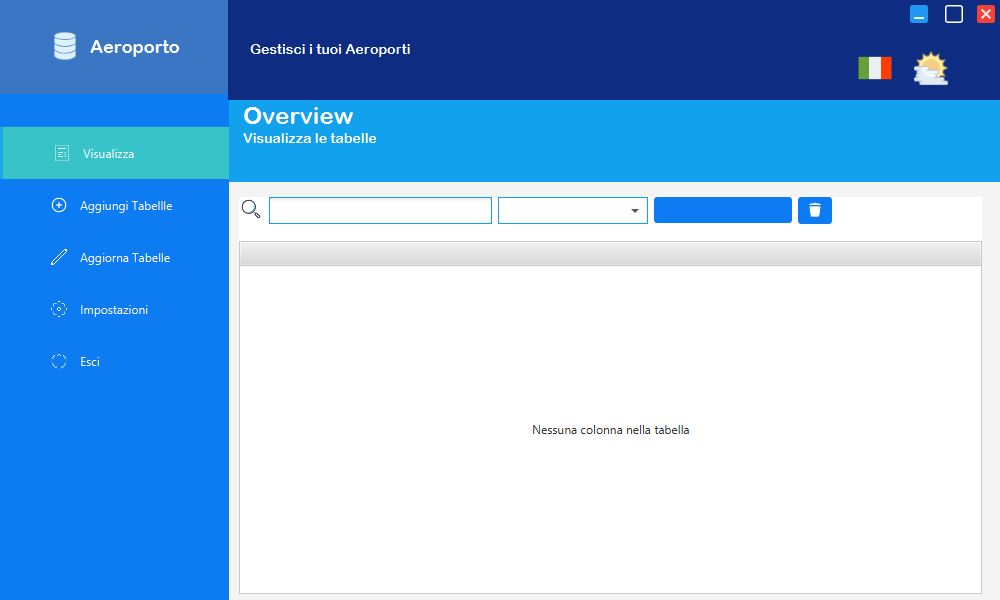 Aeroporto
Gestisci i tuoi Aeroporti
Overview
Visualizza le tabelle
Visualizza
Aggiungi Tabellle
Aggiorna Tabelle
Impostazioni
Esci
Nessuna colonna nella tabella